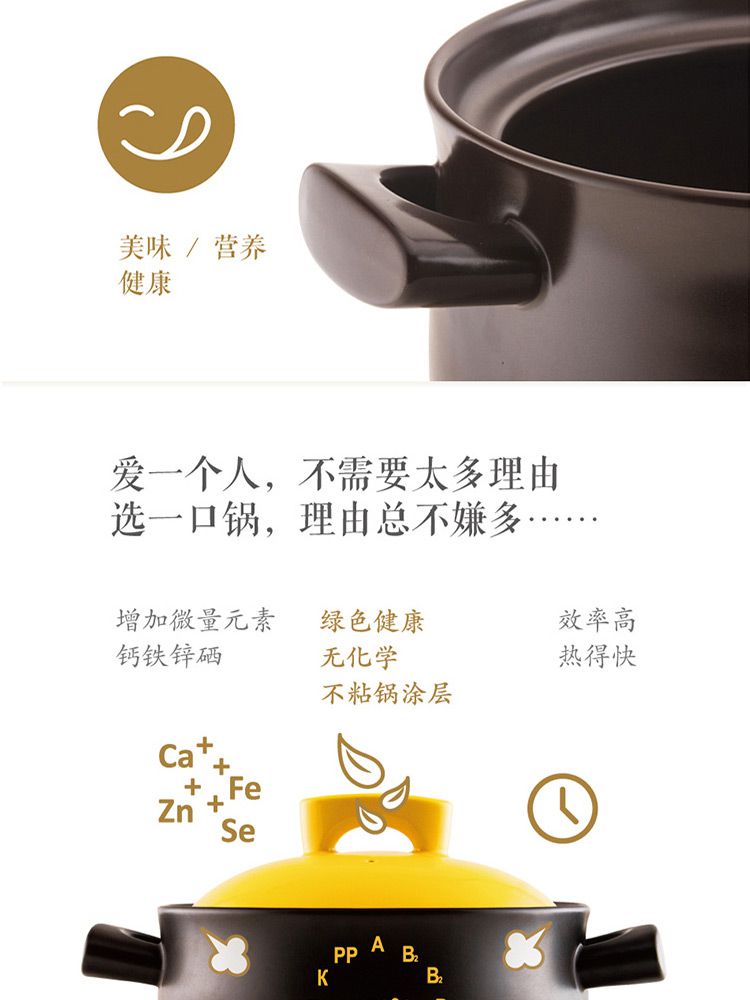 美味 / 营养
健康
爱一个人，不需要太多理由
选一口锅，理由总不嫌多……
增加微量元素
钙铁锌硒
绿色健康
无化学
不粘锅涂层
效率高
热得快
Ca+ +
+ Fe
Zn +
Se
K PP A B₂ B₂